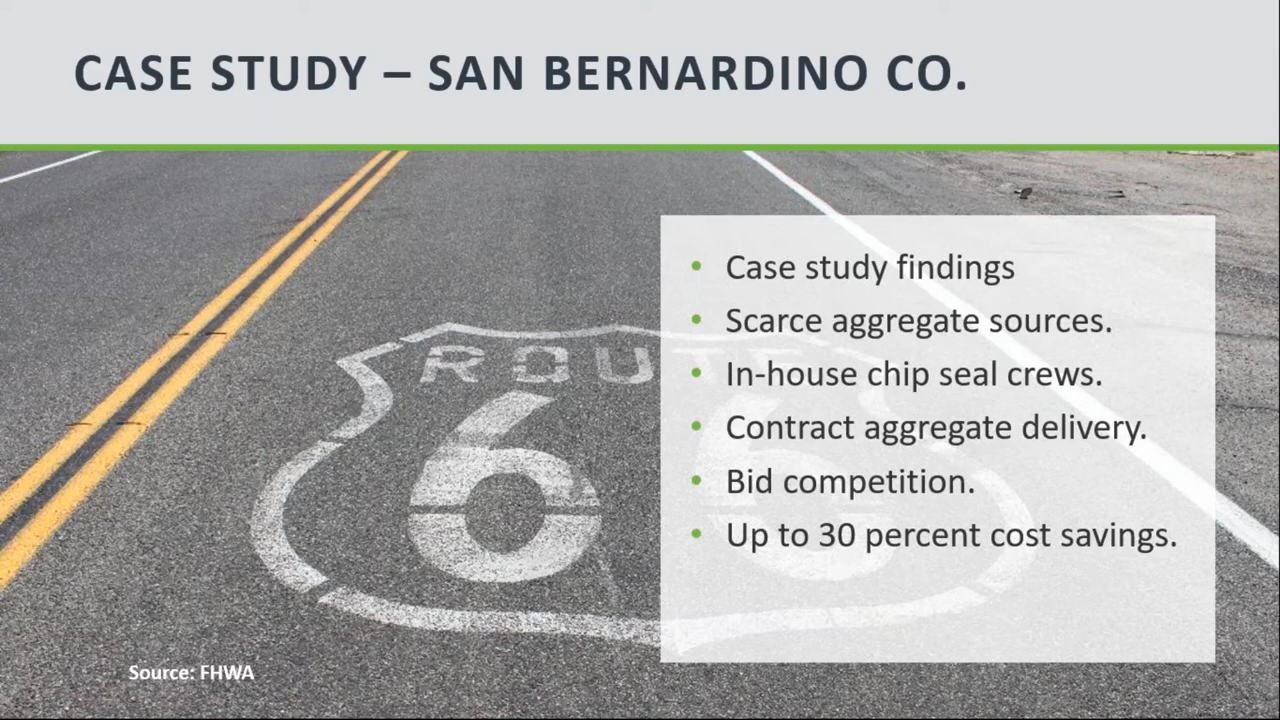 CASE STUDY – SAN BERNARDINO CO.
• Case study findings
• Scarce aggregate sources.
• In-house chip seal crews.
• Contract aggregate delivery.
• Bid competition.
• Up to 30 percent cost savings.
ROUTE
66
Source: FHWA